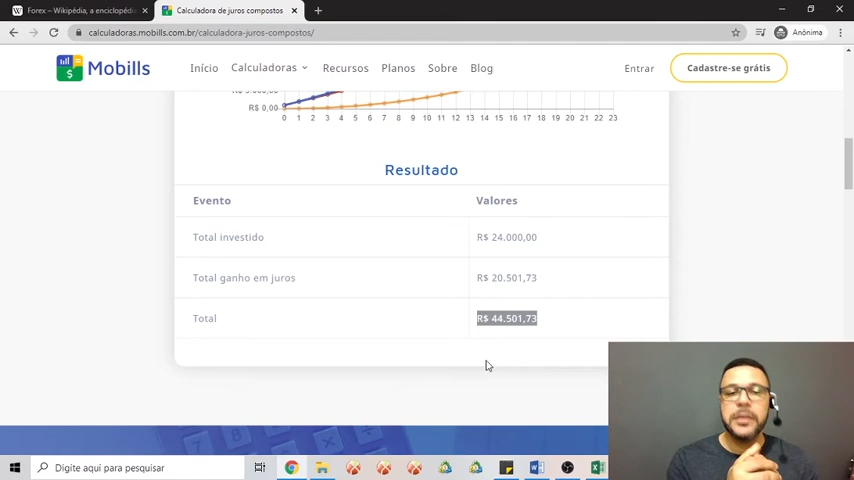 Forex – Wikipédia, a enciclopédi
Calculadora de juros compostos
calculadoras.mobills.com.br/calculadora-juros-compostos/
Anônima
Mobills
Início
Calculadoras
Recursos
Planos
Sobre
Blog
Entrar
Cadastre-se grátis
R$ 0,00
0 1 2 3 4 5 6 7 8 9 10 11 12 13 14 15 16 17 18 19 20 21 22 23
Resultado
Evento Valores
Total investido R$ 24.000,00
Total ganho em juros R$ 20.501,73
Total R$ 44.501,73
Digite aqui para pesquisar